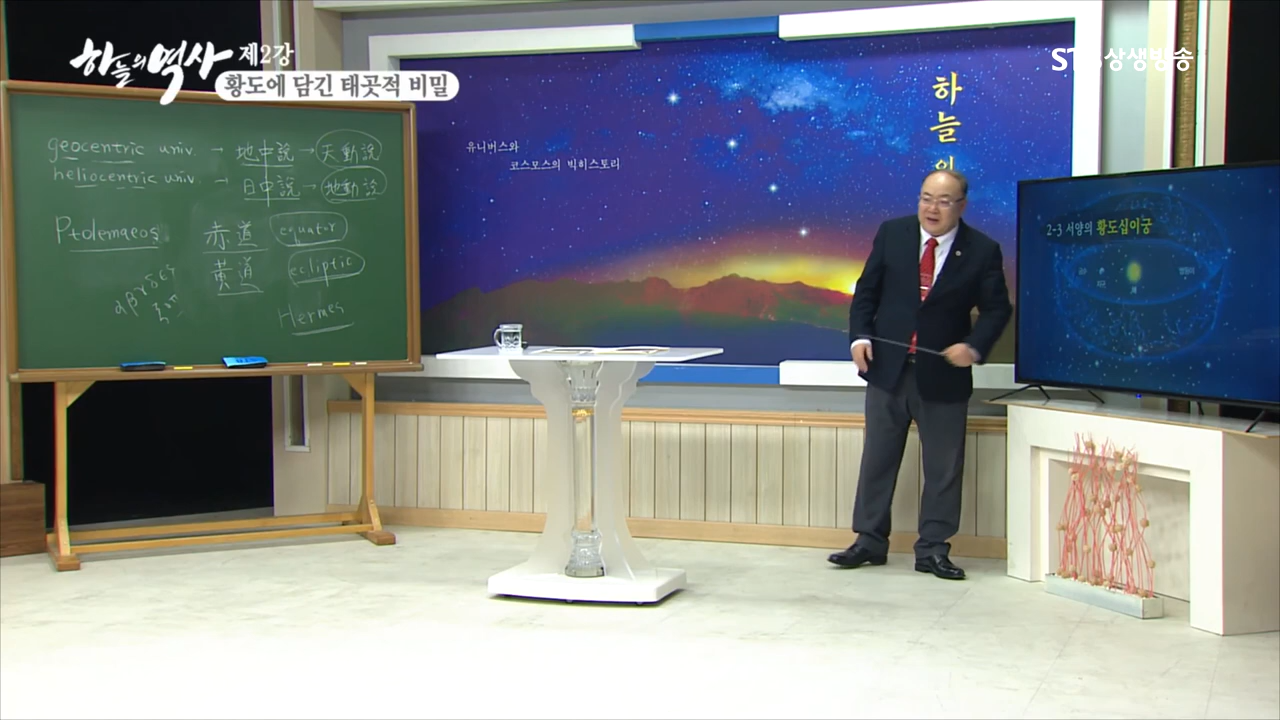 하늘의 역사 제2강
황도에 담긴 태곳적 비밀
STB상생방송
geocentric univ. → 地中說 → 天動說
heliocentric univ → 日中說 → 地動說
Ptolemaeos 赤道 equator
黃道 ecliptic
αβγδες
Hermes
유니버스와
코스모스의 빅히스토리
하늘의
2-3 서양의 황도십이궁